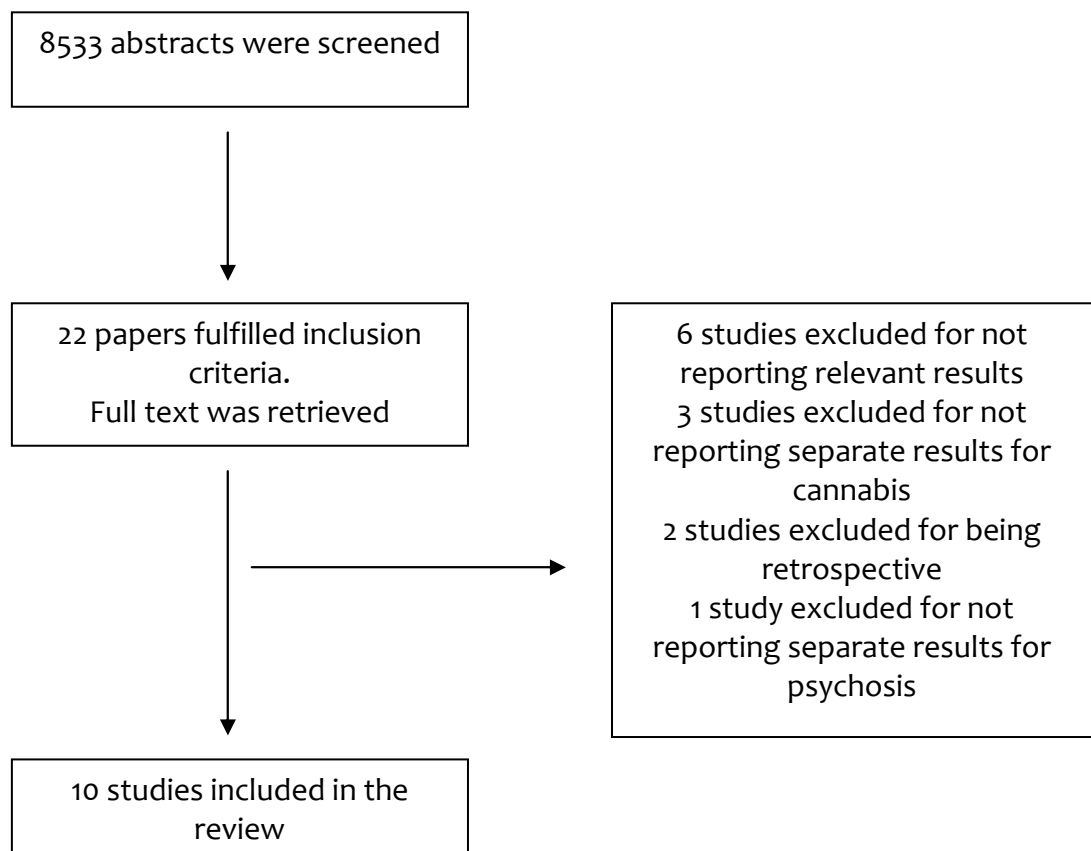 8533 abstracts were screened
22 papers fulfilled inclusion
criteria.
Full text was retrieved
6 studies excluded for not
reporting relevant results
3 studies excluded for not
reporting separate results for
cannabis
2 studies excluded for being
retrospective
1 study excluded for not
reporting separate results for
psychosis
10 studies included in the
review